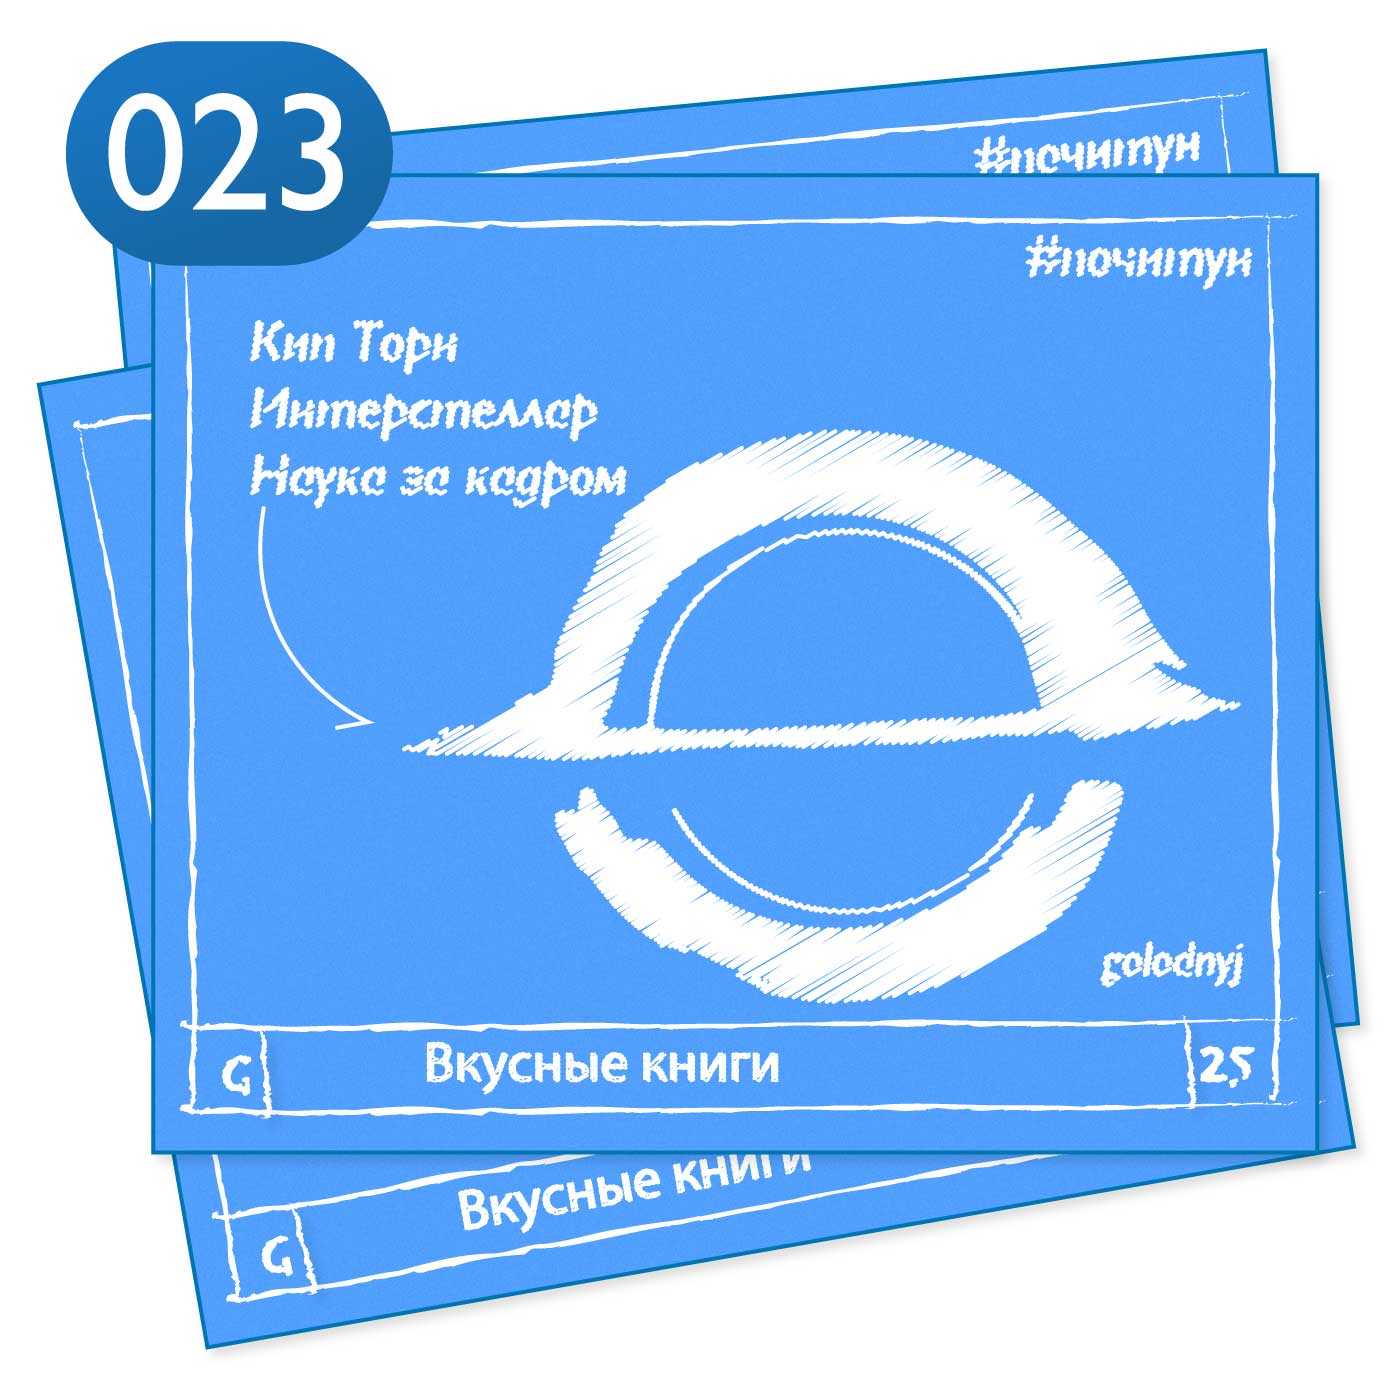 023
#почитун
#почитун
Кип Торн
Интерстеллар
Наука за кадром
golodnyj
G
Вкусные книги
25
Вкусные книги
G